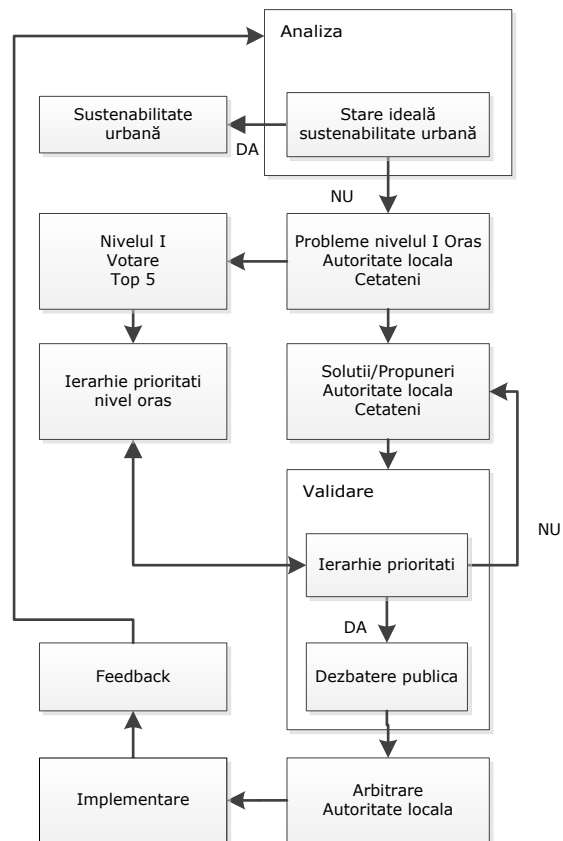 Analiza
Sustenabilitate
urbană
Stare ideală
sustenabilitate urbană
DA
NU
Nivelul I
Votare
Top 5
Probleme nivelul I Oras
Autoritate locala
Cetateni
Ierarhie prioritati
nivel oras
Solutii/Propuneri
Autoritate locala
Cetateni
Validare
NU
Ierarhie prioritati
DA
Feedback
Dezbatere publica
Implementare
Arbitrare
Autoritate locala